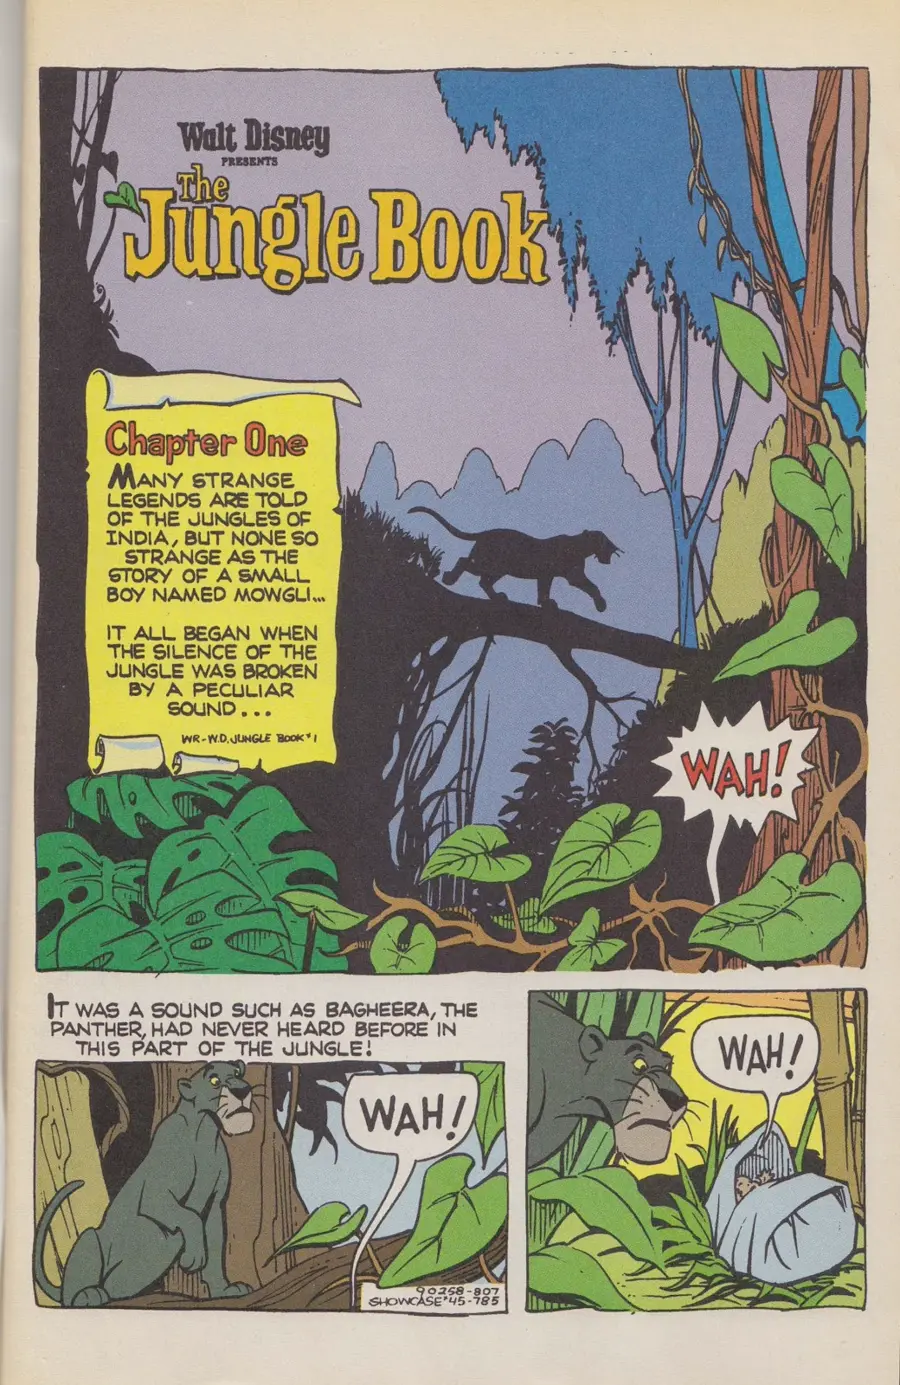 Walt Disney
PRESENTS
The
Jungle Book
Chapter One
MANY STRANGE
LEGENDS ARE TOLD
OF THE JUNGLES OF
INDIA, BUT NONE SO
STRANGE AS THE
STORY OF A SMALL
BOY NAMED MOWGLI...
IT ALL BEGAN WHEN
THE SILENCE OF THE
JUNGLE WAS BROKEN
BY A PECULIAR
SOUND...
WR-W.D. JUNGLE BOOK #1
WAH!
IT WAS A SOUND SUCH AS BAGHEERA, THE
PANTHER, HAD NEVER HEARD BEFORE IN
THIS PART OF THE JUNGLE!
WAH!
90258-807
SHOWCASE #45-785
WAH!